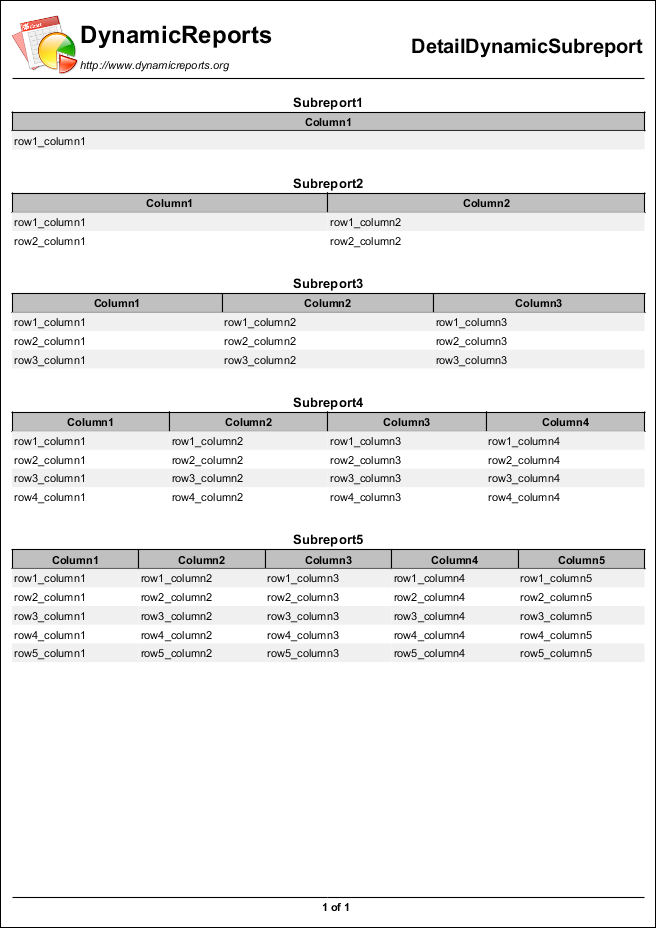 DynamicReports
http://www.dynamicreports.org
DetailDynamicSubreport
Subreport1
Column1
row1_column1
Subreport2
Column1 Column2
row1_column1 row1_column2
row2_column1 row2_column2
Subreport3
Column1 Column2 Column3
row1_column1 row1_column2 row1_column3
row2_column1 row2_column2 row2_column3
row3_column1 row3_column2 row3_column3
Subreport4
Column1 Column2 Column3 Column4
row1_column1 row1_column2 row1_column3 row1_column4
row2_column1 row2_column2 row2_column3 row2_column4
row3_column1 row3_column2 row3_column3 row3_column4
row4_column1 row4_column2 row4_column3 row4_column4
Subreport5
Column1 Column2 Column3 Column4 Column5
row1_column1 row1_column2 row1_column3 row1_column4 row1_column5
row2_column1 row2_column2 row2_column3 row2_column4 row2_column5
row3_column1 row3_column2 row3_column3 row3_column4 row3_column5
row4_column1 row4_column2 row4_column3 row4_column4 row4_column5
row5_column1 row5_column2 row5_column3 row5_column4 row5_column5
1 of 1